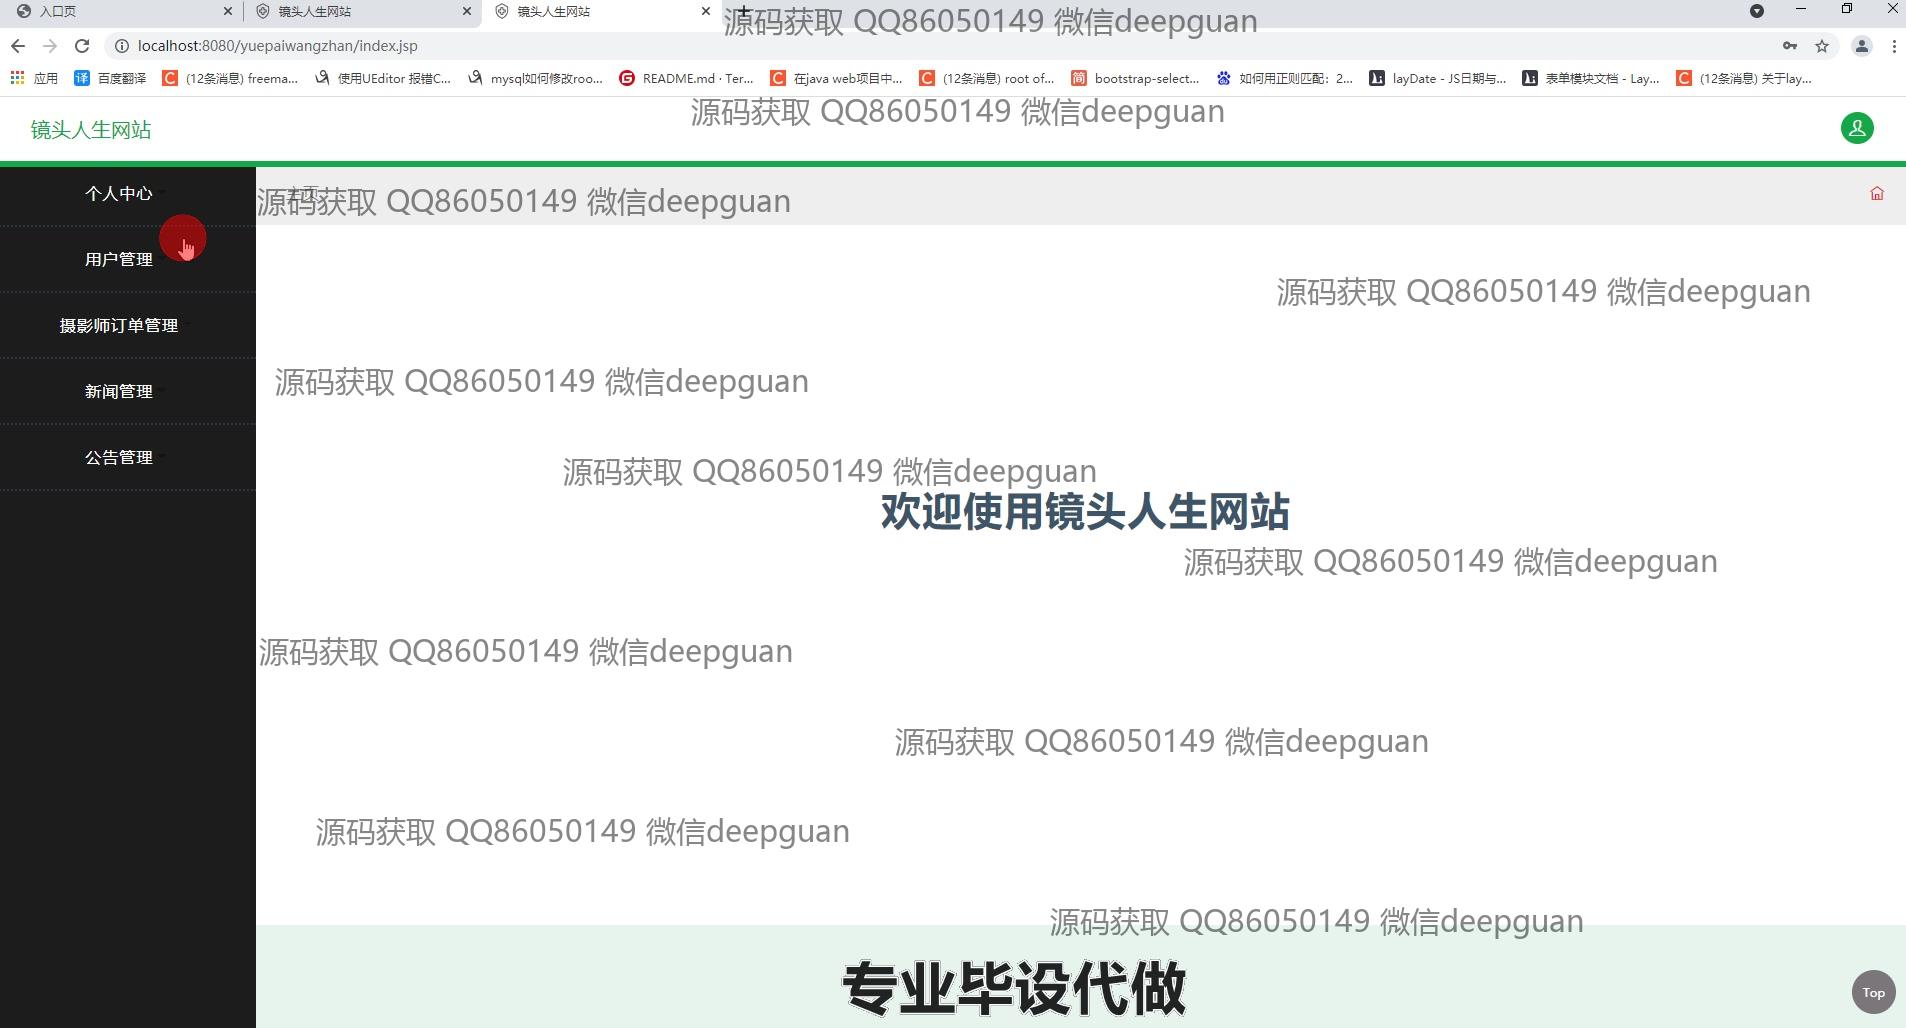 入口页
镜头人生网站
镜头人生网站
源码获取 QQ86050149 微信deepguan
localhost:8080/yuepaiwangzhan/index.jsp
应用
百度翻译
(12条消息) freema...
使用UEditor 报错C...
mysql如何修改roo...
README.md · Ter...
在java web项目中...
(12条消息) root of...
bootstrap-select...
如何用正则匹配：2...
layDate - JS日期与...
表单模块文档 - Lay...
(12条消息) 关于lay...
源码获取 QQ86050149 微信deepguan
镜头人生网站
个人中心
主页
源码获取 QQ86050149 微信deepguan
用户管理
源码获取 QQ86050149 微信deepguan
摄影师订单管理
源码获取 QQ86050149 微信deepguan
新闻管理
公告管理
源码获取 QQ86050149 微信deepguan
欢迎使用镜头人生网站
源码获取 QQ86050149 微信deepguan
源码获取 QQ86050149 微信deepguan
源码获取 QQ86050149 微信deepguan
源码获取 QQ86050149 微信deepguan
源码获取 QQ86050149 微信deepguan
专业毕设代做
Top